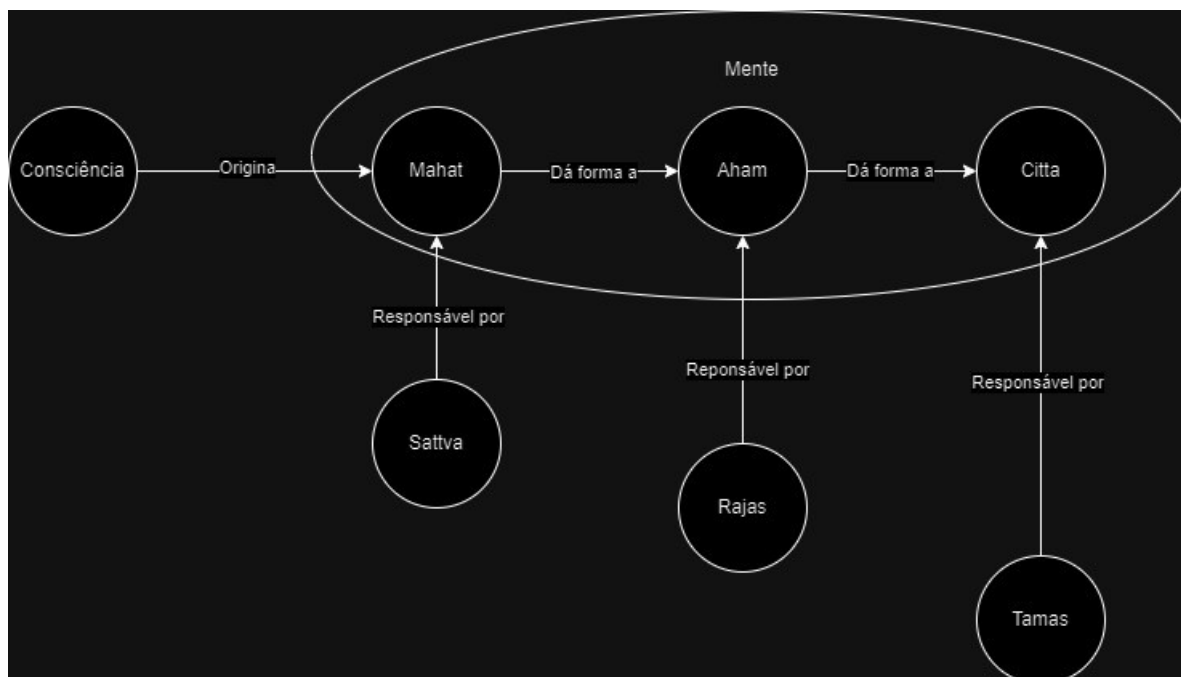 Mente
Consciência
Origina
Mahat
Dá forma a
Aham
Dá forma a
Citta
Responsável por
Reponsável por
Responsável por
Sattva
Rajas
Tamas